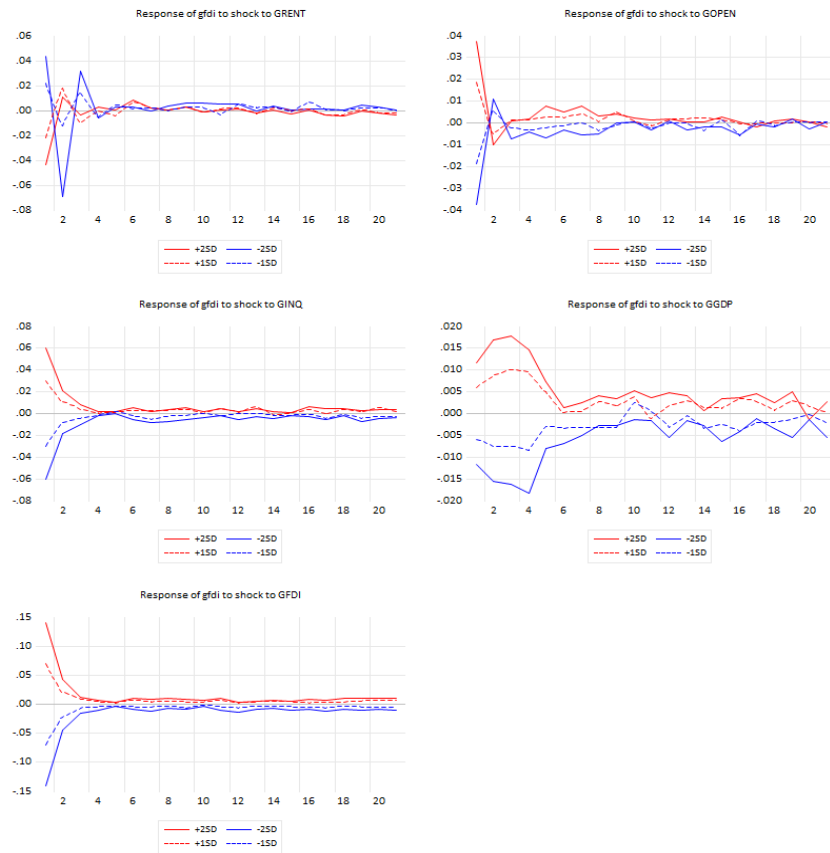 Response of gfdi to shock to GRENT
.06
.04
.02
.00
-.02
-.04
-.06
-.08
2 4 6 8 10 12 14 16 18 20
+2SD -2SD
+1SD -1SD
Response of gfdi to shock to GOPEN
.04
.03
.02
.01
.00
-.01
-.02
-.03
-.04
2 4 6 8 10 12 14 16 18 20
+2SD -2SD
+1SD -1SD
Response of gfdi to shock to GINQ
.08
.06
.04
.02
.00
-.02
-.04
-.06
-.08
2 4 6 8 10 12 14 16 18 20
+2SD -2SD
+1SD -1SD
Response of gfdi to shock to GGDP
.020
.015
.010
.005
.000
-.005
-.010
-.015
-.020
2 4 6 8 10 12 14 16 18 20
+2SD -2SD
+1SD -1SD
Response of gfdi to shock to GFDI
.15
.10
.05
.00
-.05
-.10
-.15
2 4 6 8 10 12 14 16 18 20
+2SD -2SD
+1SD -1SD